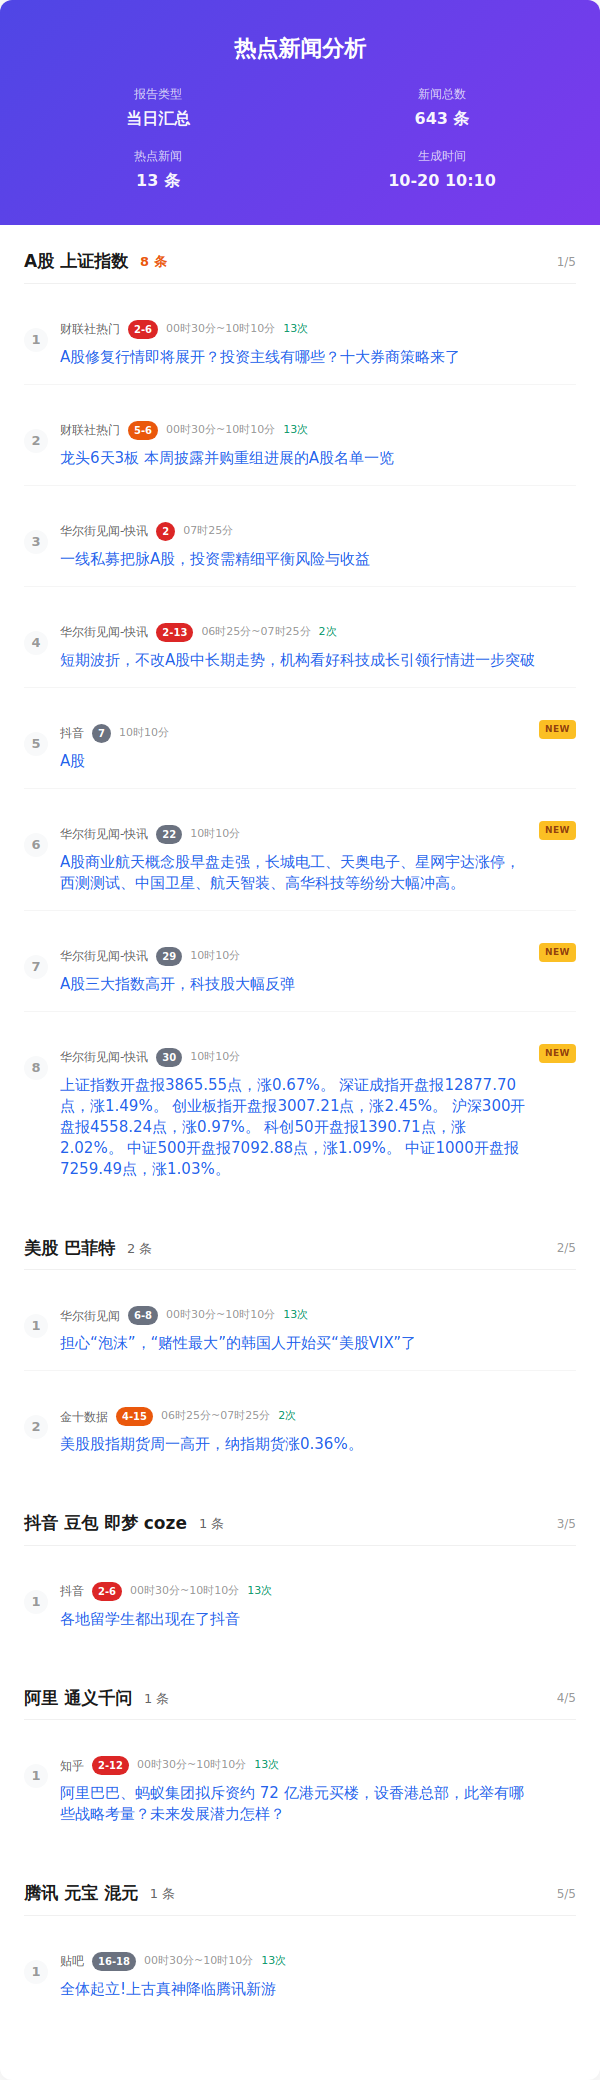 热点新闻分析
报告类型
当日汇总
新闻总数
643 条
热点新闻
13 条
生成时间
10-20 10:10
A股 上证指数 8 条 1/5
1 财联社热门 2-6 00时30分~10时10分 13次
A股修复行情即将展开？投资主线有哪些？十大券商策略来了
2 财联社热门 5-6 00时30分~10时10分 13次
龙头6天3板 本周披露并购重组进展的A股名单一览
3 华尔街见闻-快讯 2 07时25分
一线私募把脉A股，投资需精细平衡风险与收益
4 华尔街见闻-快讯 2-13 06时25分~07时25分 2次
短期波折，不改A股中长期走势，机构看好科技成长引领行情进一步突破
5 抖音 7 10时10分 NEW
A股
6 华尔街见闻-快讯 22 10时10分 NEW
A股商业航天概念股早盘走强，长城电工、天奥电子、星网宇达涨停，
西测测试、中国卫星、航天智装、高华科技等纷纷大幅冲高。
7 华尔街见闻-快讯 29 10时10分 NEW
A股三大指数高开，科技股大幅反弹
8 华尔街见闻-快讯 30 10时10分 NEW
上证指数开盘报3865.55点，涨0.67%。 深证成指开盘报12877.70
点，涨1.49%。 创业板指开盘报3007.21点，涨2.45%。 沪深300开
盘报4558.24点，涨0.97%。 科创50开盘报1390.71点，涨
2.02%。 中证500开盘报7092.88点，涨1.09%。 中证1000开盘报
7259.49点，涨1.03%。
美股 巴菲特 2 条 2/5
1 华尔街见闻 6-8 00时30分~10时10分 13次
担心“泡沫”，“赌性最大”的韩国人开始买“美股VIX”了
2 金十数据 4-15 06时25分~07时25分 2次
美股股指期货周一高开，纳指期货涨0.36%。
抖音 豆包 即梦 coze 1 条 3/5
1 抖音 2-6 00时30分~10时10分 13次
各地留学生都出现在了抖音
阿里 通义千问 1 条 4/5
1 知乎 2-12 00时30分~10时10分 13次
阿里巴巴、蚂蚁集团拟斥资约 72 亿港元买楼，设香港总部，此举有哪
些战略考量？未来发展潜力怎样？
腾讯 元宝 混元 1 条 5/5
1 贴吧 16-18 00时30分~10时10分 13次
全体起立!上古真神降临腾讯新游